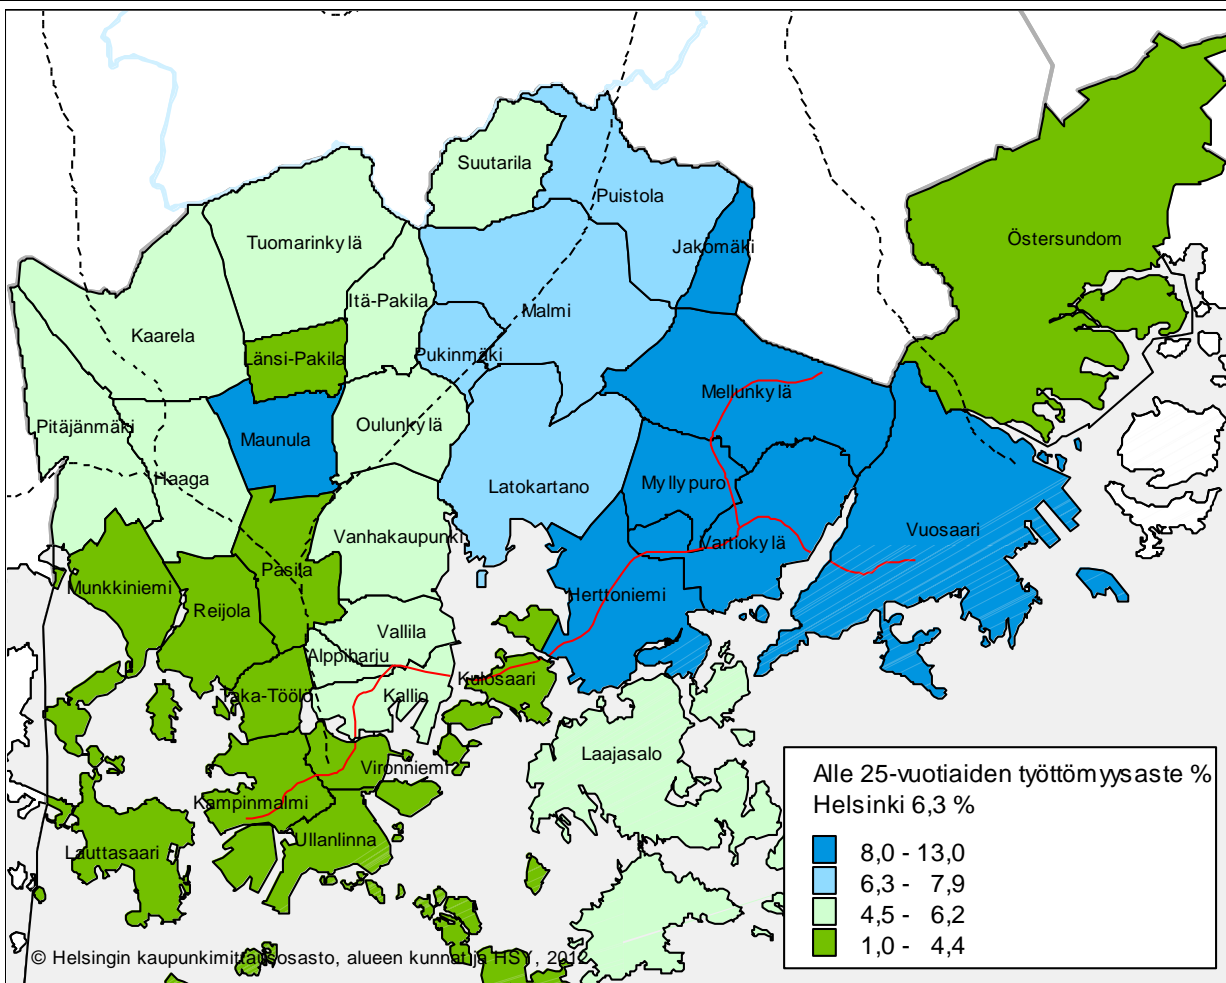 Suutarila
Puistola
Tuomarinkylä
Jakomäki
Östersundom
Itä-Pakila
Malmi
Kaarela
Länsi-Pakila
Pukinmäki
Mellunkylä
Pitäjänmäki
Maunula
Oulunkylä
Haaga
Latokartano
Myllypuro
Vanhakaupunki
Vartiokylä
Vuosaari
Munkkiniemi
Pasila
Reijola
Herttoniemi
Vallila
Alppiharju
Kulosaari
Taka-Töölö
Kallio
Laajasalo
Vironniemi
Kampinmalmi
Ullanlinna
Lauttasaari
Alle 25-vuotiaiden työttömyysaste %
Helsinki 6,3 %
8,0 - 13,0
6,3 - 7,9
4,5 - 6,2
1,0 - 4,4
© Helsingin kaupunkimittausosasto, alueen kunnat ja HSY, 2012